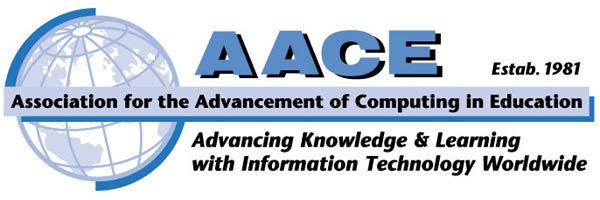 AACE
Estab. 1981
Association for the Advancement of Computing in Education
Advancing Knowledge & Learning
with Information Technology Worldwide